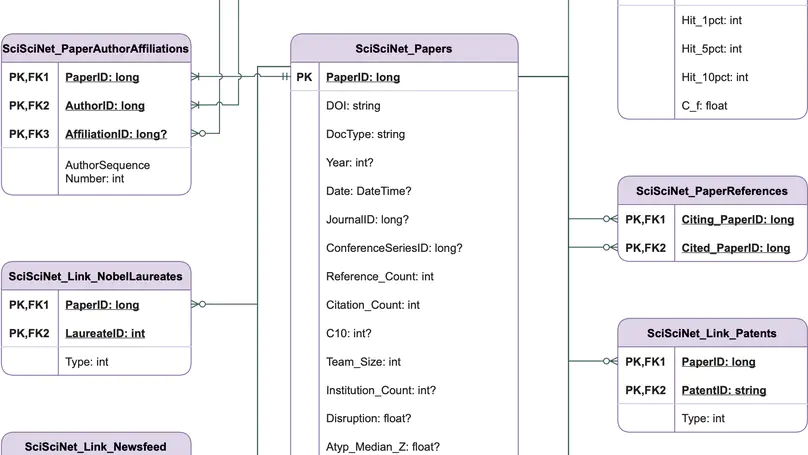 SciSciNet_PaperAuthorAffiliations
PK,FK1 PaperID: long
PK,FK2 AuthorID: long
PK,FK3 AffiliationID: long?
AuthorSequence
Number: int
SciSciNet_Link_NobelLaureates
PK,FK1 PaperID: long
PK,FK2 LaureateID: int
Type: int
SciSciNet_Link_Newsfeed
SciSciNet_Papers
PK PaperID: long
DOI: string
DocType: string
Year: int?
Date: DateTime?
JournalID: long?
ConferenceSeriesID: long?
Reference_Count: int
Citation_Count: int
C10: int?
Team_Size: int
Institution_Count: int?
Disruption: float?
Atyp_Median_Z: float?
Hit_1pct: int
Hit_5pct: int
Hit_10pct: int
C_f: float
SciSciNet_PaperReferences
PK,FK1 Citing_PaperID: long
PK,FK2 Cited_PaperID: long
SciSciNet_Link_Patents
PK,FK1 PaperID: long
PK,FK2 PatentID: string
Type: int